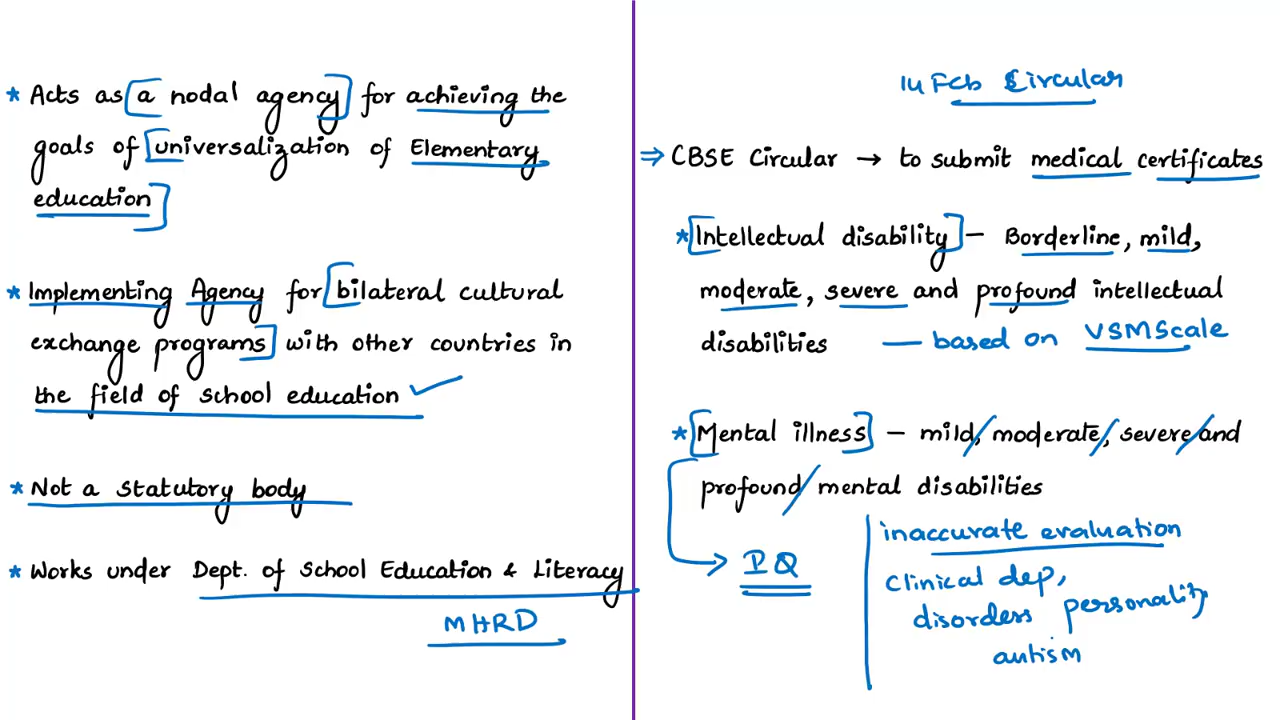 * Acts as a nodal agency for achieving the
goals of universalization of Elementary
education
* Implementing Agency for bilateral cultural
exchange programs with other countries in
the field of school education
* Not a statutory body
* Works under Dept. of School Education & Literacy
MHRD
14 Feb Circular
⇒ CBSE Circular → to submit medical certificates
* Intellectual disability – Borderline, mild,
moderate, severe and profound intellectual
disabilities — based on VSMScale
* Mental illness – mild, moderate, severe and
profound mental disabilities
IQ
inaccurate evaluation
clinical dep,
disorders personality
autism